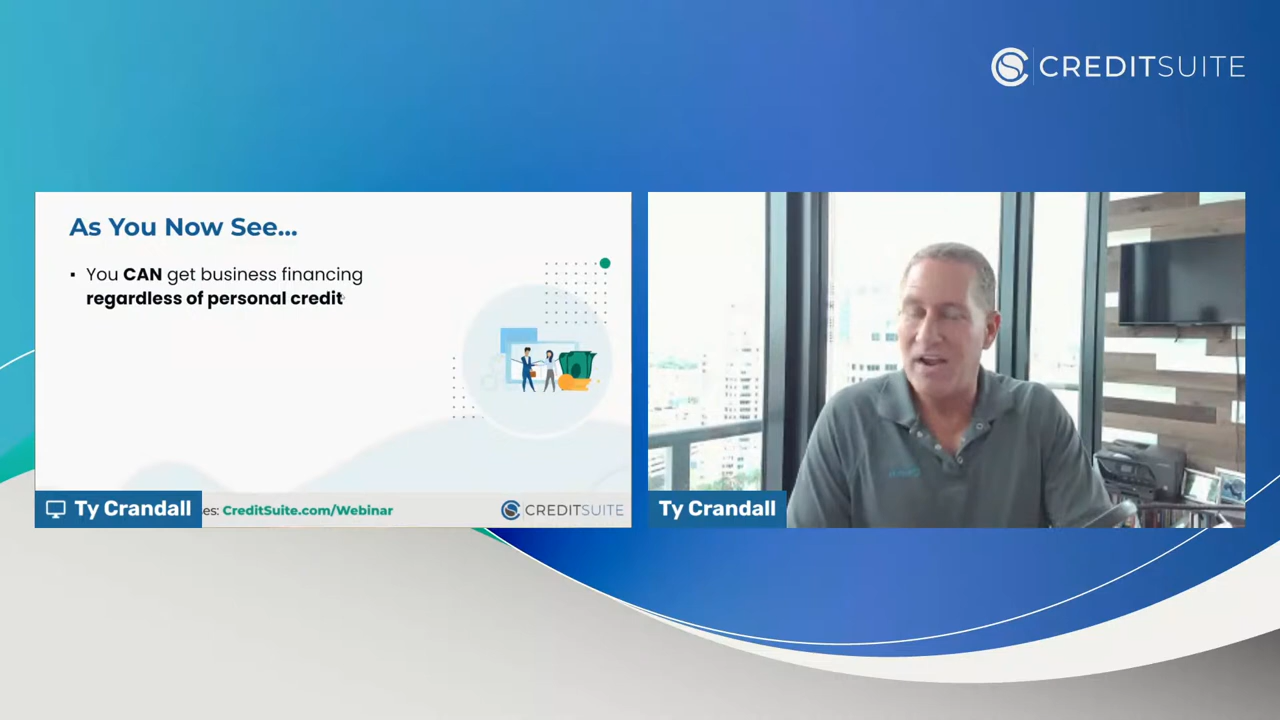 CREDITSUITE
As You Now See...
▪ You CAN get business financing
regardless of personal credit
Ty Crandall
es: CreditSuite.com/Webinar
CREDITSUITE
Ty Crandall